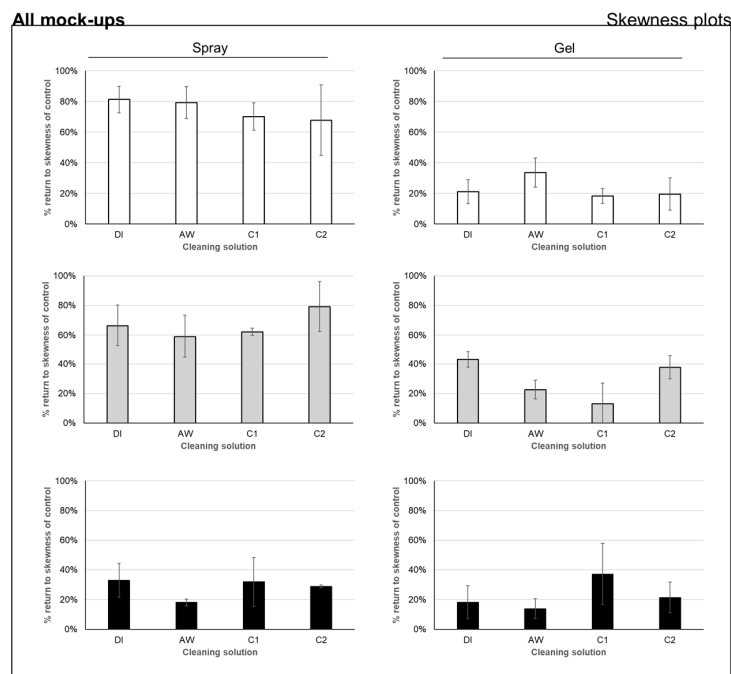 All mock-ups Skewness plots
Spray Gel
% return to skewness of control
100%
80%
60%
40%
20%
0%
DI AW C1 C2
Cleaning solution
% return to skewness of control
100%
80%
60%
40%
20%
0%
DI AW C1 C2
Cleaning solution
% return to skewness of control
100%
80%
60%
40%
20%
0%
DI AW C1 C2
Cleaning solution
% return to skewness of control
100%
80%
60%
40%
20%
0%
DI AW C1 C2
Cleaning solution
% return to skewness of control
100%
80%
60%
40%
20%
0%
DI AW C1 C2
Cleaning solution
% return to skewness of control
100%
80%
60%
40%
20%
0%
DI AW C1 C2
Cleaning solution